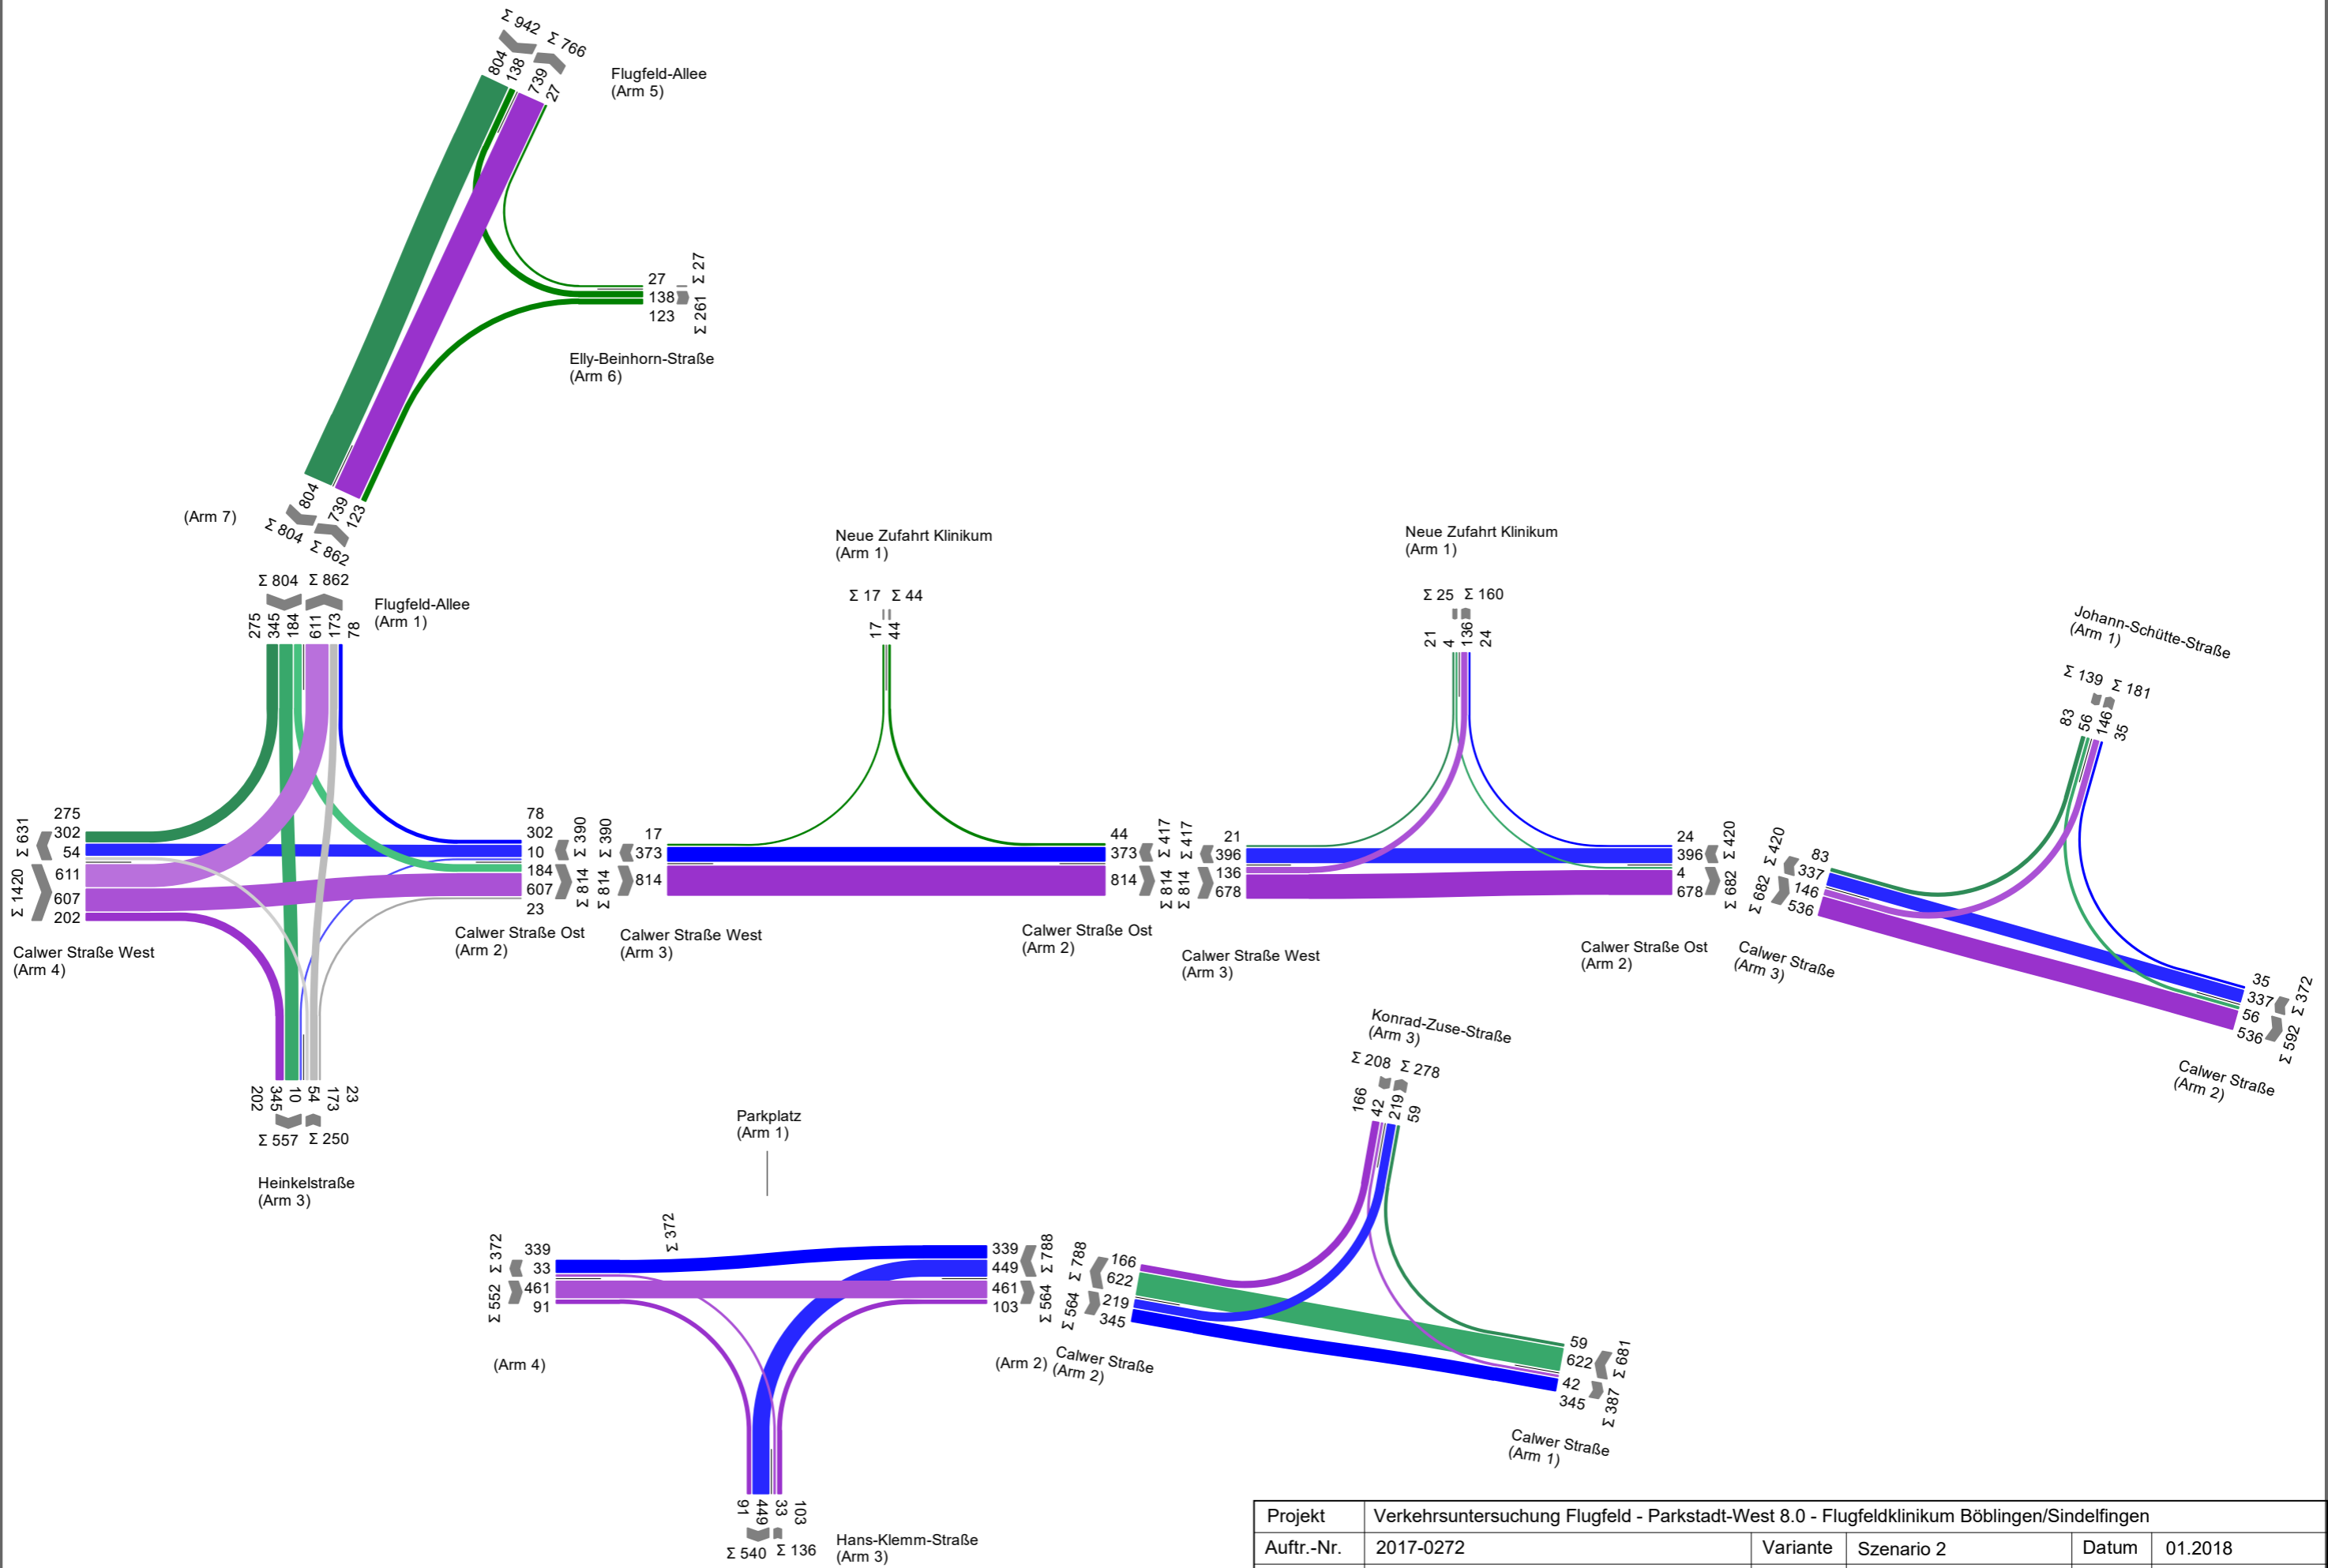 Σ 942
Σ 766
804
138
739
27
Flugfeld-Allee
(Arm 5)
27
138
123
Σ 27
Σ 261
Elly-Beinhorn-Straße
(Arm 6)
804
739
123
(Arm 7)
Σ 804
Σ 862
Σ 804
Σ 862
275
345
184
611
173
78
Flugfeld-Allee
(Arm 1)
275
302
54
611
607
202
Σ 631
Σ 1420
Calwer Straße West
(Arm 4)
78
302
10
184
607
23
Σ 390
Σ 814
Calwer Straße Ost
(Arm 2)
202
345
10
54
173
23
Σ 557
Σ 250
Heinkelstraße
(Arm 3)
Neue Zufahrt Klinikum
(Arm 1)
Σ 17
Σ 44
17
44
Σ 390
Σ 814
17
373
814
Calwer Straße West
(Arm 3)
44
373
814
Σ 417
Σ 814
Calwer Straße Ost
(Arm 2)
Neue Zufahrt Klinikum
(Arm 1)
Σ 25
Σ 160
21
4
136
24
Σ 417
Σ 814
21
396
136
678
Calwer Straße West
(Arm 3)
24
396
4
678
Σ 420
Σ 682
Calwer Straße Ost
(Arm 2)
Johann-Schütte-Straße
(Arm 1)
Σ 139
Σ 181
83
56
146
35
Σ 420
Σ 682
83
337
146
536
Calwer Straße
(Arm 3)
35
337
56
536
Σ 372
Σ 592
Calwer Straße
(Arm 2)
Parkplatz
(Arm 1)
Σ 372
Σ 372
Σ 552
339
33
461
91
(Arm 4)
339
449
461
103
Σ 788
Σ 564
(Arm 2)
91
449
33
103
Σ 540
Σ 136
Hans-Klemm-Straße
(Arm 3)
Konrad-Zuse-Straße
(Arm 3)
Σ 208
Σ 278
166
42
219
59
Σ 788
Σ 564
166
622
219
345
Calwer Straße
(Arm 2)
59
622
42
345
Σ 681
Σ 387
Calwer Straße
(Arm 1)
Projekt Verkehrsuntersuchung Flugfeld - Parkstadt-West 8.0 - Flugfeldklinikum Böblingen/Sindelfingen
Auftr.-Nr. 2017-0272 Variante Szenario 2 Datum 01.2018